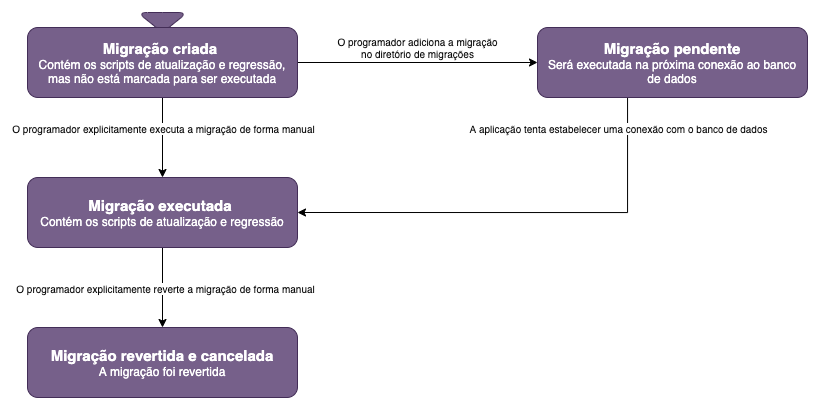 Migração criada
Contém os scripts de atualização e regressão,
mas não está marcada para ser executada
O programador adiciona a migração
no diretório de migrações
Migração pendente
Será executada na próxima conexão ao banco
de dados
O programador explicitamente executa a migração de forma manual
A aplicação tenta estabelecer uma conexão com o banco de dados
Migração executada
Contém os scripts de atualização e regressão
O programador explicitamente reverte a migração de forma manual
Migração revertida e cancelada
A migração foi revertida